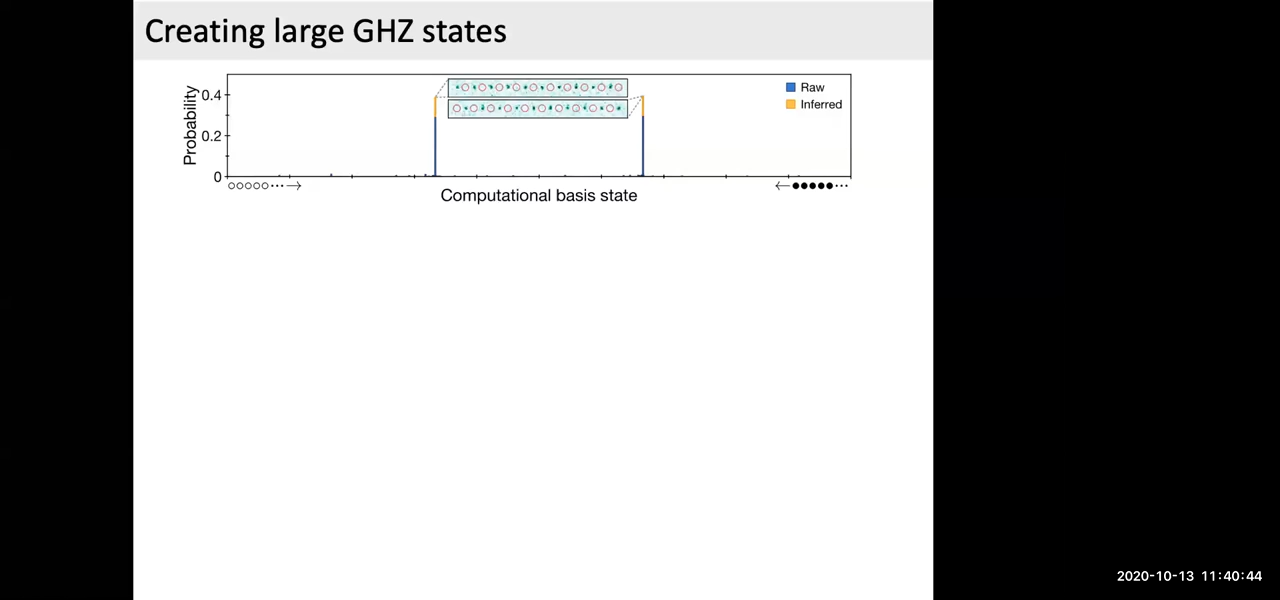 Creating large GHZ states
Probability
0.4
0.2
0
Raw
Inferred
Computational basis state
2020-10-13 11:40:44